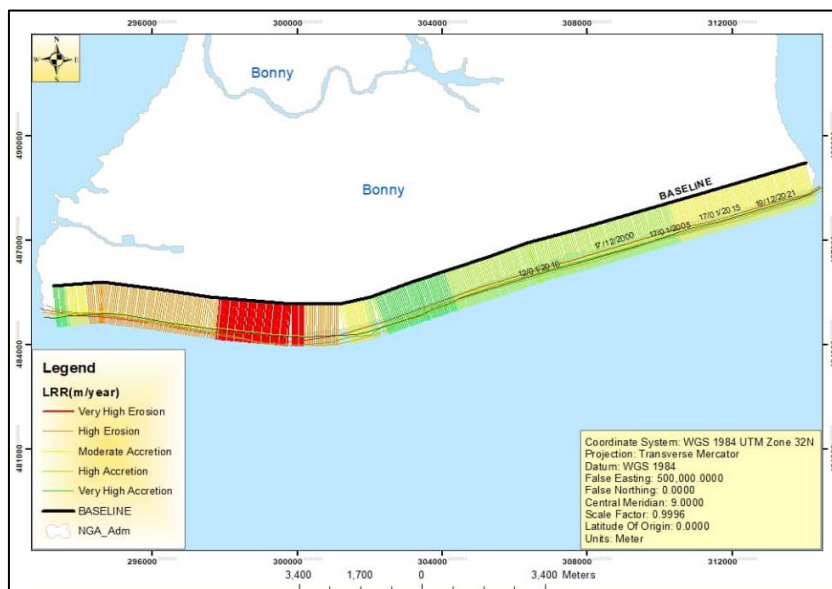 296000 300000 304000 308000 312000
N
W E
S
Bonny
Bonny
490000
BASELINE
17/01/2015 19/12/2021
17/12/2000 17/01/2005
12/01/2010
487000
484000
481000
Legend
LRR(m/year)
Very High Erosion
High Erosion
Moderate Accretion
High Accretion
Very High Accretion
BASELINE
NGA_Adm
Coordinate System: WGS 1984 UTM Zone 32N
Projection: Transverse Mercator
Datum: WGS 1984
False Easting: 500,000.0000
False Northing: 0.0000
Central Meridian: 9.0000
Scale Factor: 0.9996
Latitude Of Origin: 0.0000
Units: Meter
296000 300000 304000 308000 312000
3,400 1,700 0 3,400 Meters